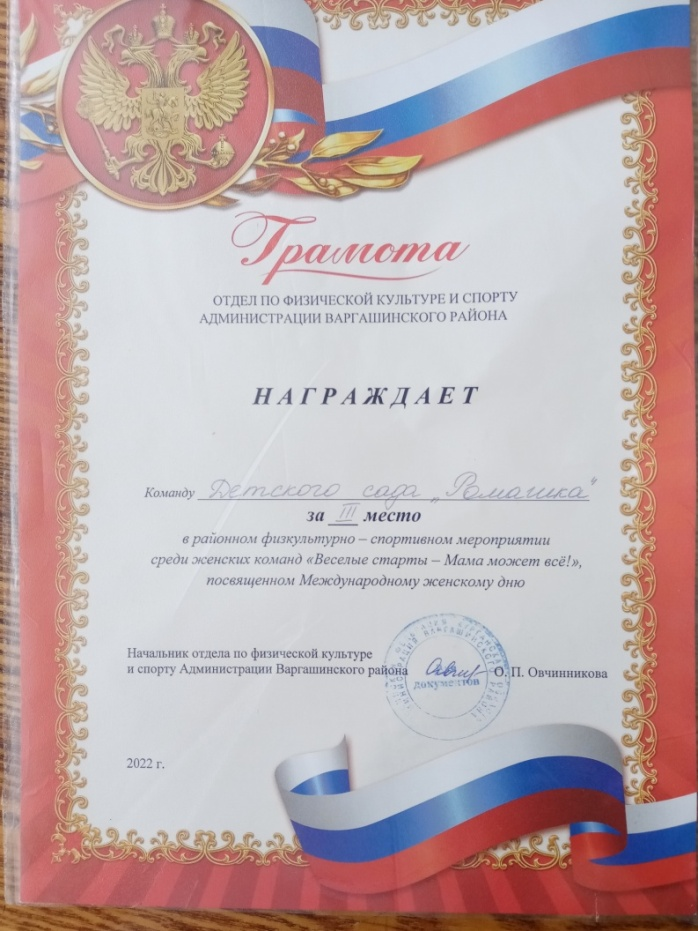 Грамота
ОТДЕЛ ПО ФИЗИЧЕСКОЙ КУЛЬТУРЕ И СПОРТУ
АДМИНИСТРАЦИИ ВАРГАШИНСКОГО РАЙОНА
НАГРАЖДАЕТ
Команду Детского сада „Ромашка"
за III место
в районном физкультурно – спортивном мероприятии
среди женских команд «Веселые старты – Мама может всё!»,
посвященном Международному женскому дню
Начальник отдела по физической культуре
и спорту Администрации Варгашинского района О. П. Овчинникова
документов
2022 г.